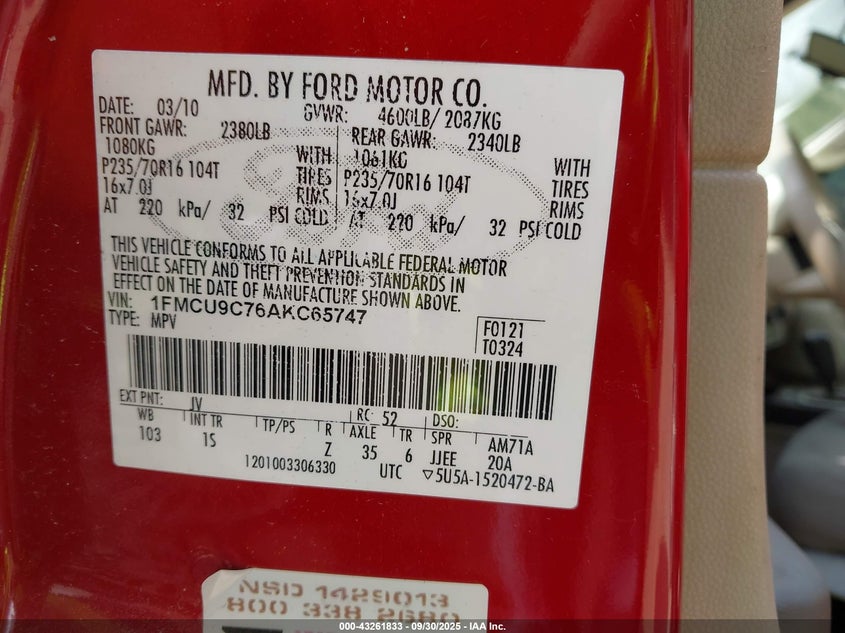 MFD. BY FORD MOTOR CO.
DATE: 03/10 GVWR: 4600LB/ 2087KG
FRONT GAWR: 2380LB REAR GAWR: 2340LB
1080KG WITH 1061KG WITH
P235/70R16 104T TIRES P235/70R16 104T TIRES
16x7.0J RIMS 16x7.0J RIMS
AT 220 kPa/ 32 PSI COLD AT 220 kPa/ 32 PSI COLD
THIS VEHICLE CONFORMS TO ALL APPLICABLE FEDERAL MOTOR
VEHICLE SAFETY AND THEFT PREVENTION STANDARDS IN
EFFECT ON THE DATE OF MANUFACTURE SHOWN ABOVE.
VIN: 1FMCU9C76AKC65747
TYPE: MPV
F0121
T0324
EXT PNT: JV RC: 52 DSO:
WB INT TR TP/PS R AXLE TR SPR AM71A
103 1S Z 35 6 JJEE 20A
1201003306330 UTC ▽5U5A-1520472-BA
NSD 1429013
800 338 2680
000-43261833 - 09/30/2025 - IAA Inc.